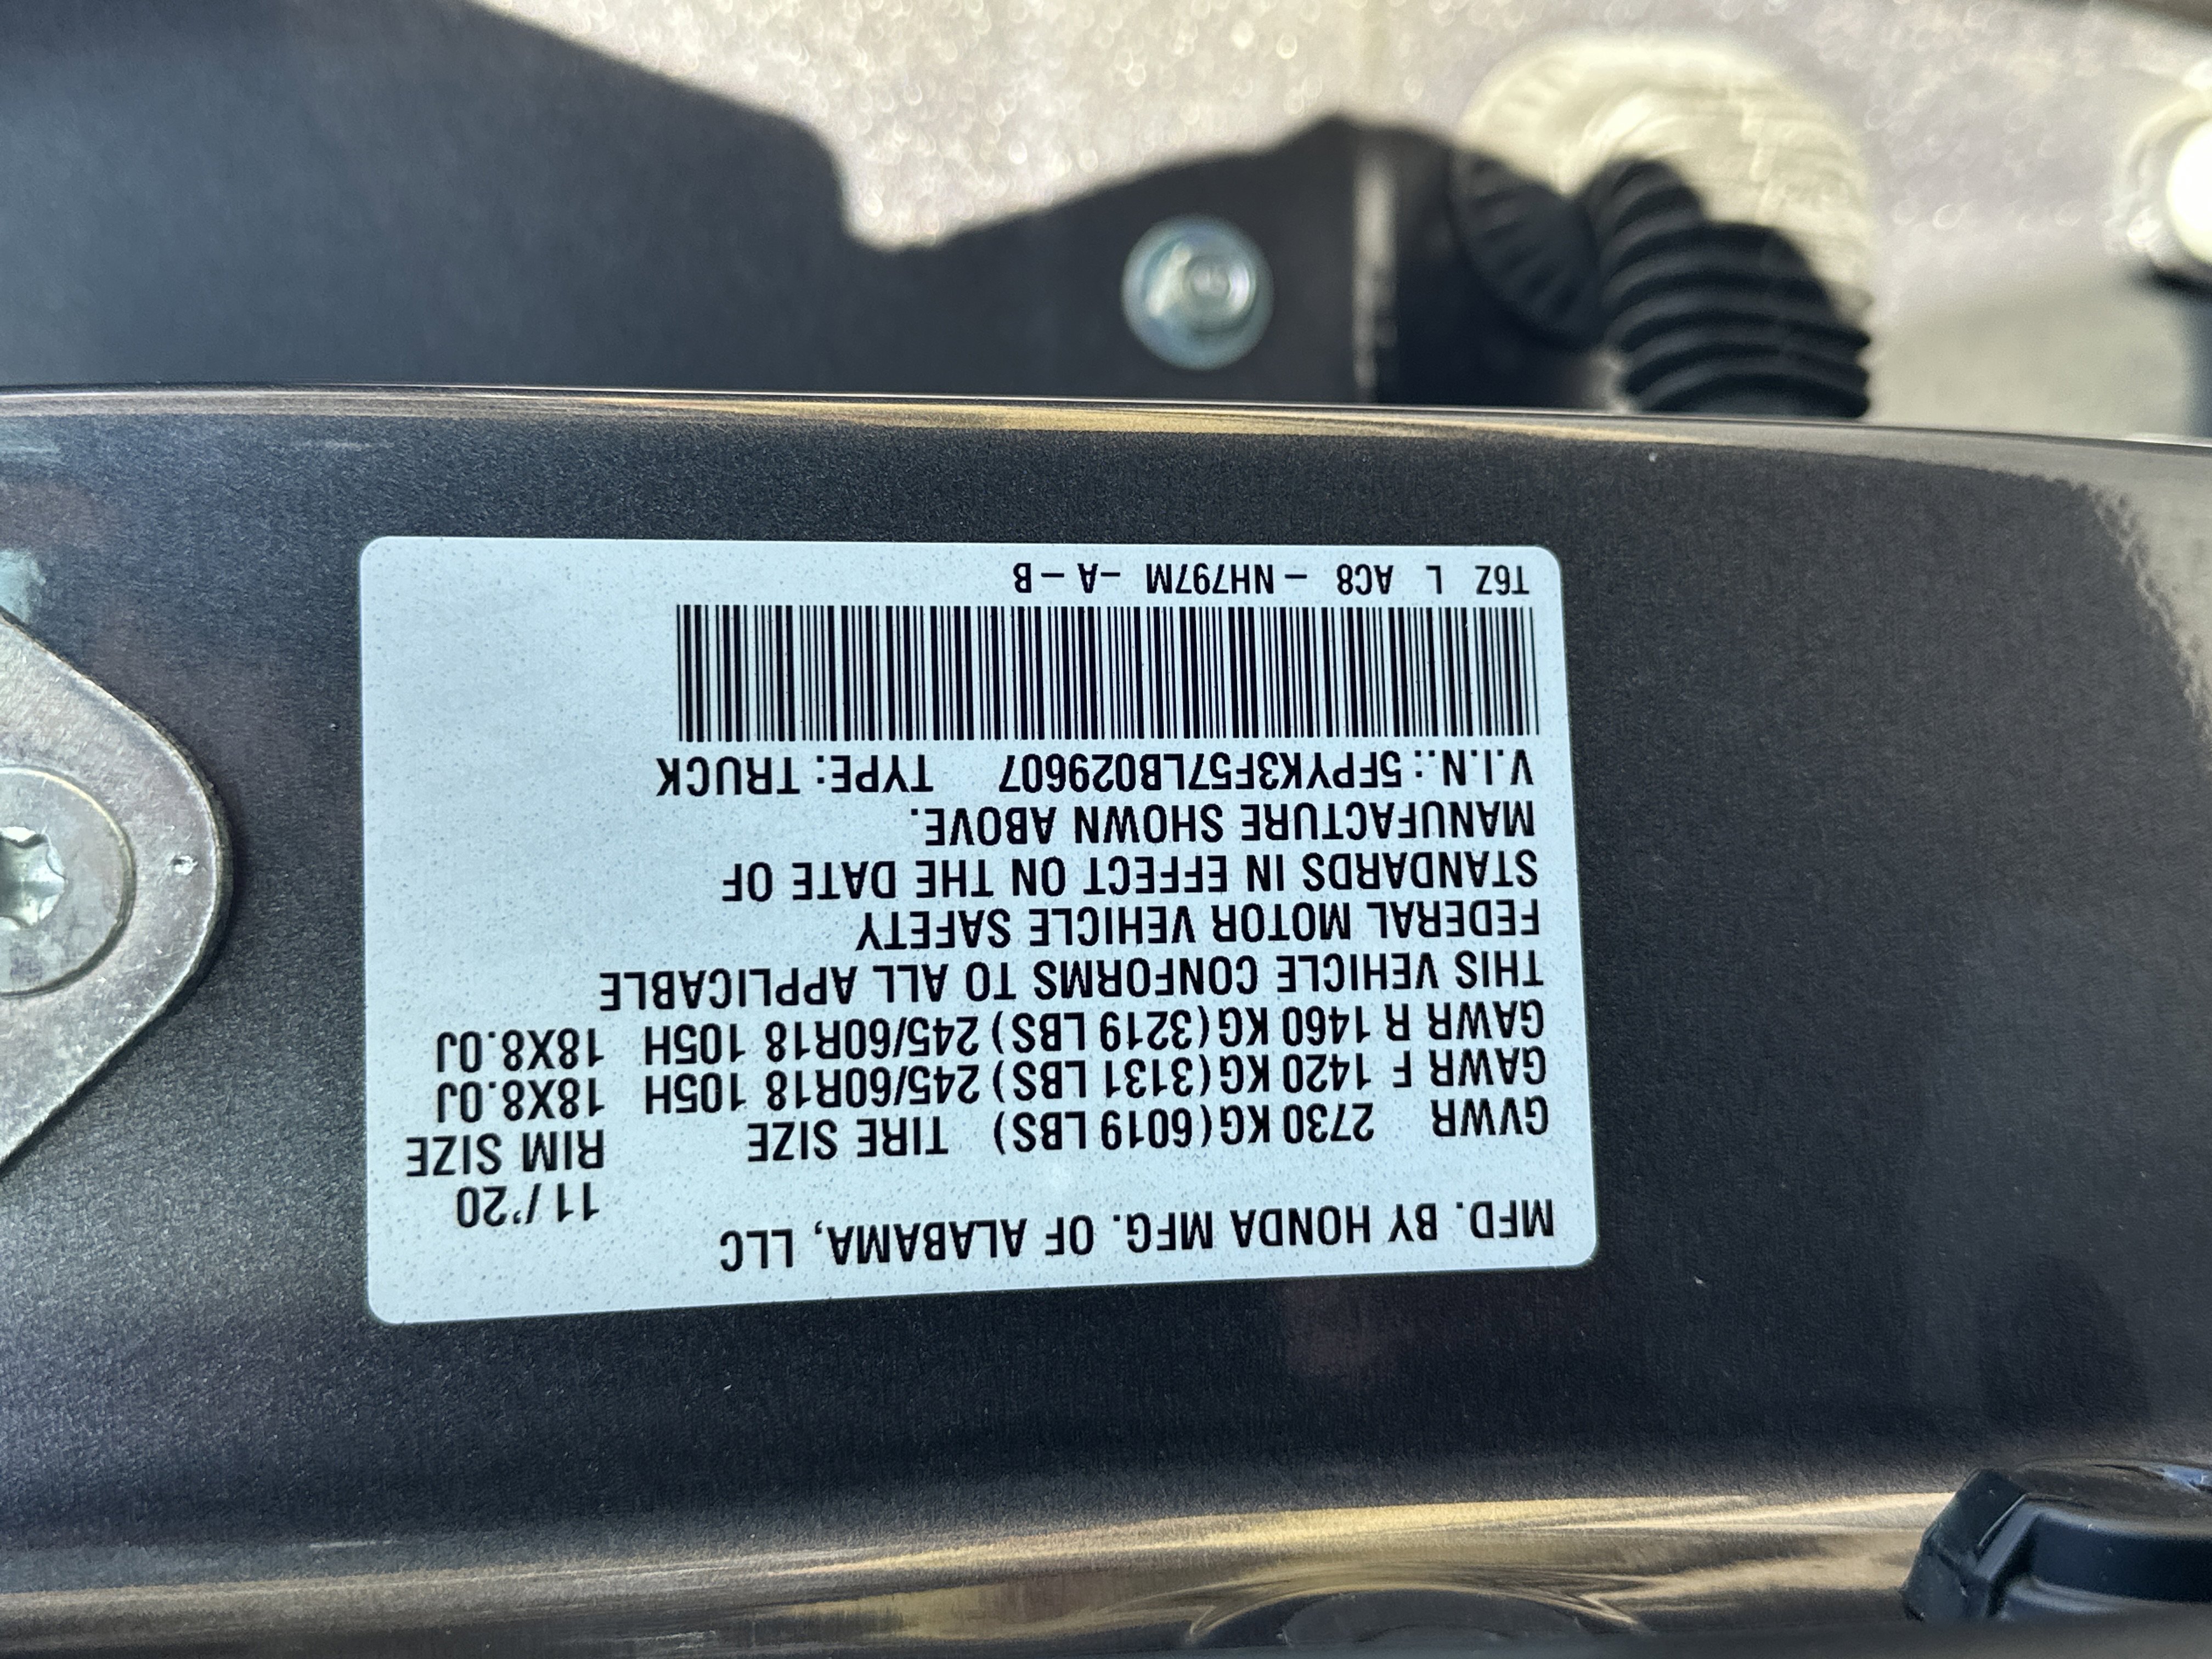 MFD. BY HONDA MFG. OF ALABAMA, LLC 11/'20
GVWR 2730 KG(6019 LBS) TIRE SIZE RIM SIZE
GAWR F 1420 KG(3131 LBS) 245/60R18 105H 18X8.0J
GAWR R 1460 KG(3219 LBS) 245/60R18 105H 18X8.0J
THIS VEHICLE CONFORMS TO ALL APPLICABLE
FEDERAL MOTOR VEHICLE SAFETY
STANDARDS IN EFFECT ON THE DATE OF
MANUFACTURE SHOWN ABOVE.
V.I.N.: 5FPYK3F57LB029607 TYPE: TRUCK
T6Z L AC8 - NH797M - A - B